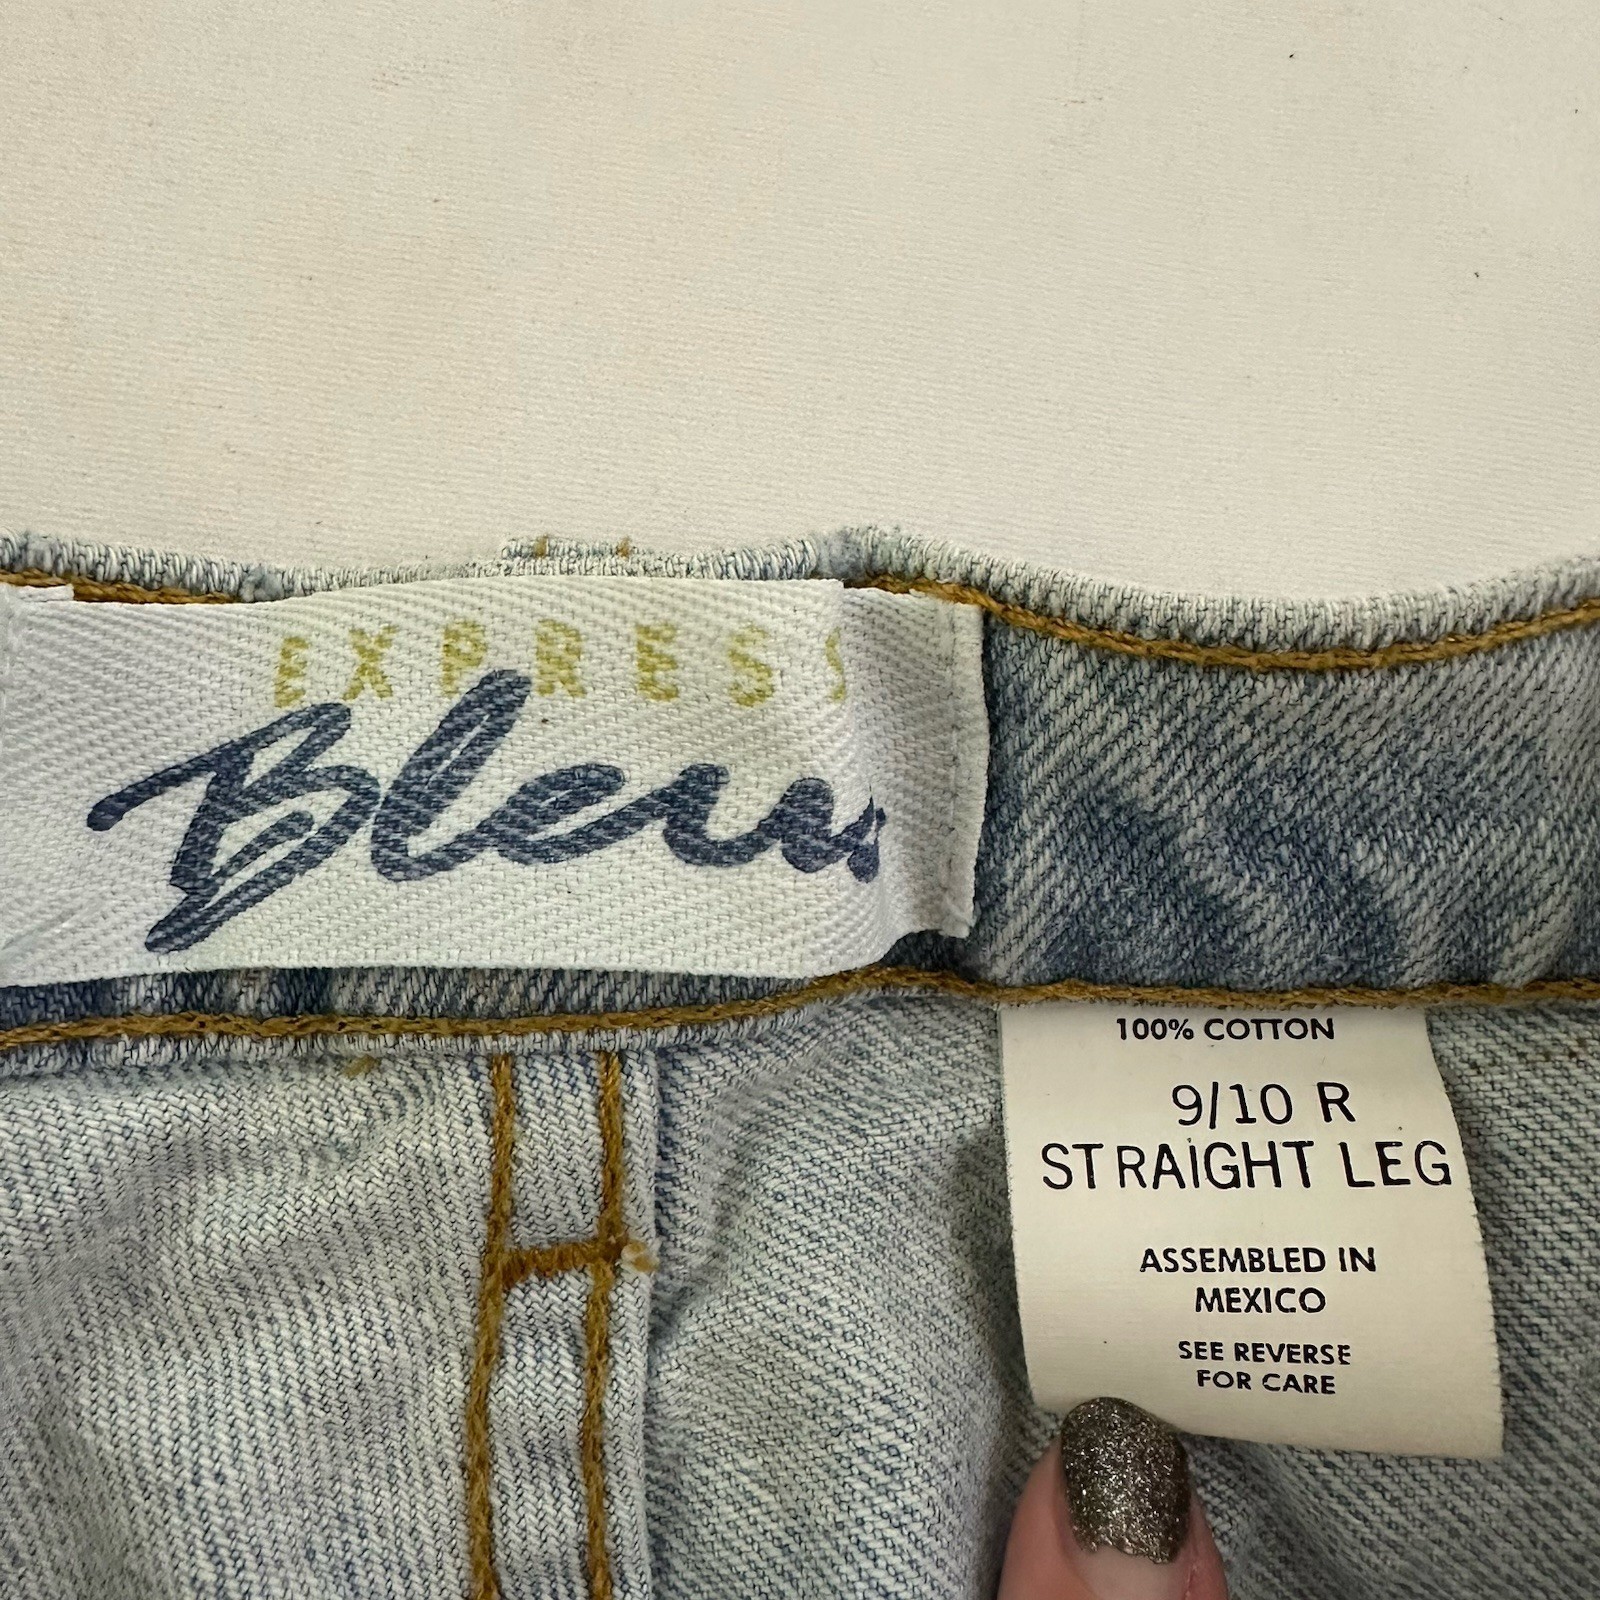 EXPRESS
Bleus
100% COTTON
9/10 R
STRAIGHT LEG
ASSEMBLED IN
MEXICO
SEE REVERSE
FOR CARE